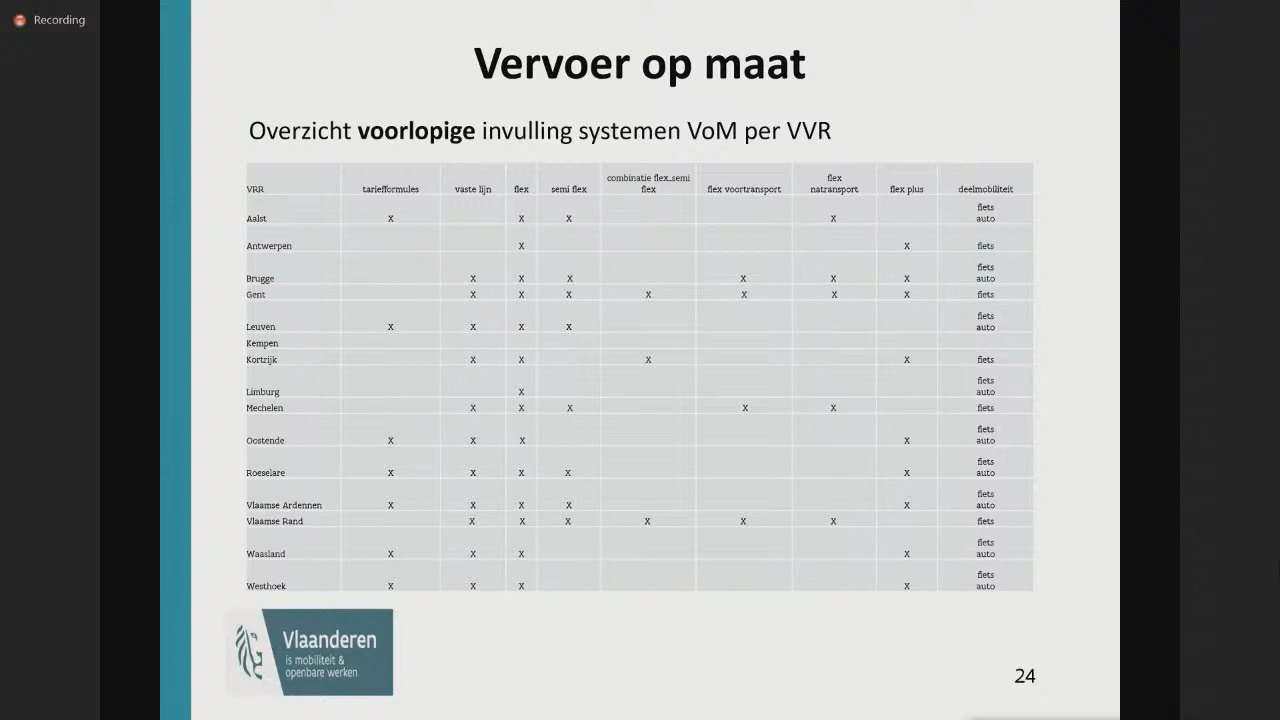 Recording
Vervoer op maat
Overzicht voorlopige invulling systemen VoM per VVR
VRR tariefformules vaste lijn flex semi flex combinatie flex_semi flex flex voortransport flex natransport flex plus deelmobiliteit
Aalst X X X X fiets auto
Antwerpen X X fiets
Brugge X X X X X X fiets auto
Gent X X X X X X X fiets
Leuven X X X X fiets auto
Kempen
Kortrijk X X X X fiets
Limburg X fiets auto
Mechelen X X X X X fiets
Oostende X X X X fiets auto
Roeselare X X X X X fiets auto
Vlaamse Ardennen X X X X X fiets auto
Vlaamse Rand X X X X X X fiets
Waasland X X X X fiets auto
Westhoek X X X X fiets auto
Vlaanderen
is mobiliteit &
openbare werken
24